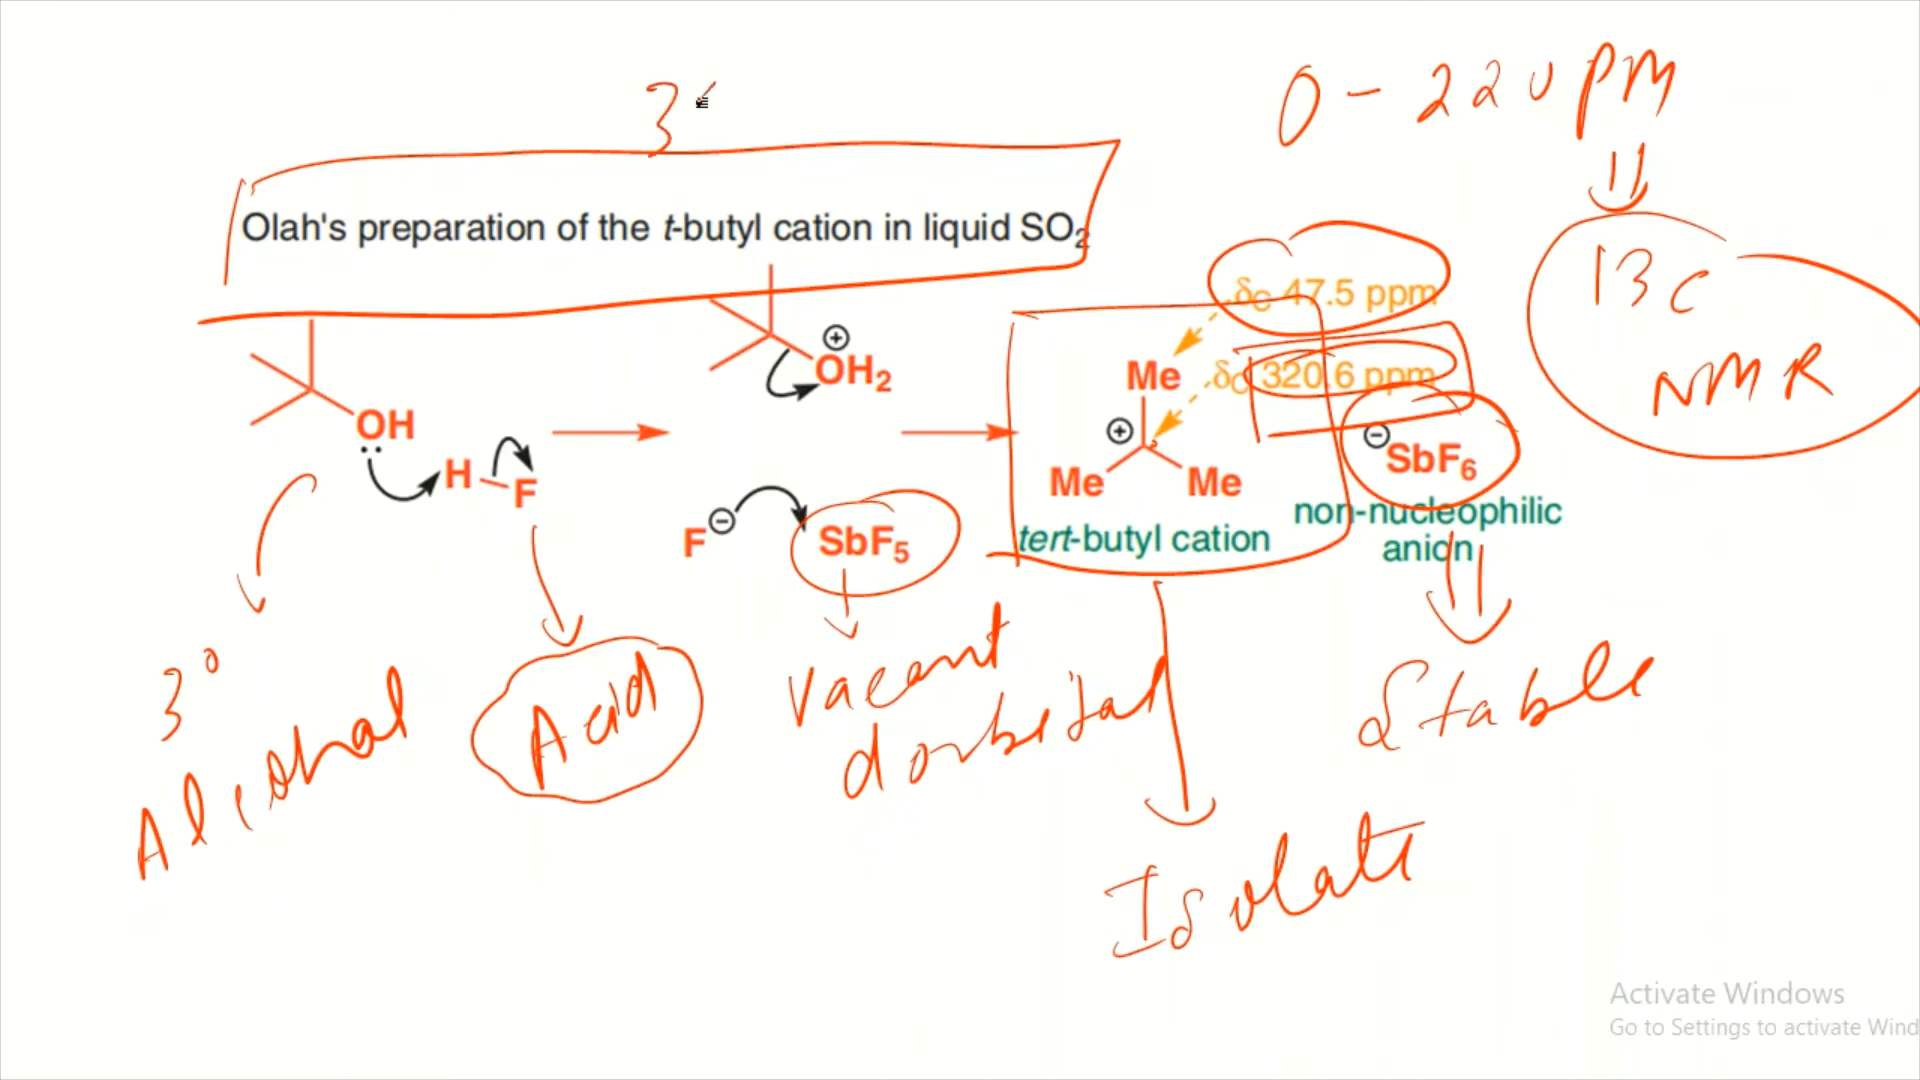 0 - 220 PM
3°
Olah's preparation of the t-butyl cation in liquid SO₂
13C
NMR
δC 47.5 ppm
⊕
OH₂
Me
δC 320.6 ppm
OH
H F
⊕
⊖
SbF₆
Me Me
non-nucleophilic
anion
F⊖ SbF₅
tert-butyl cation
3°
Alcohal
Acid
Vacant
d orbital
Stable
Isolate
Activate Windows
Go to Settings to activate Wind